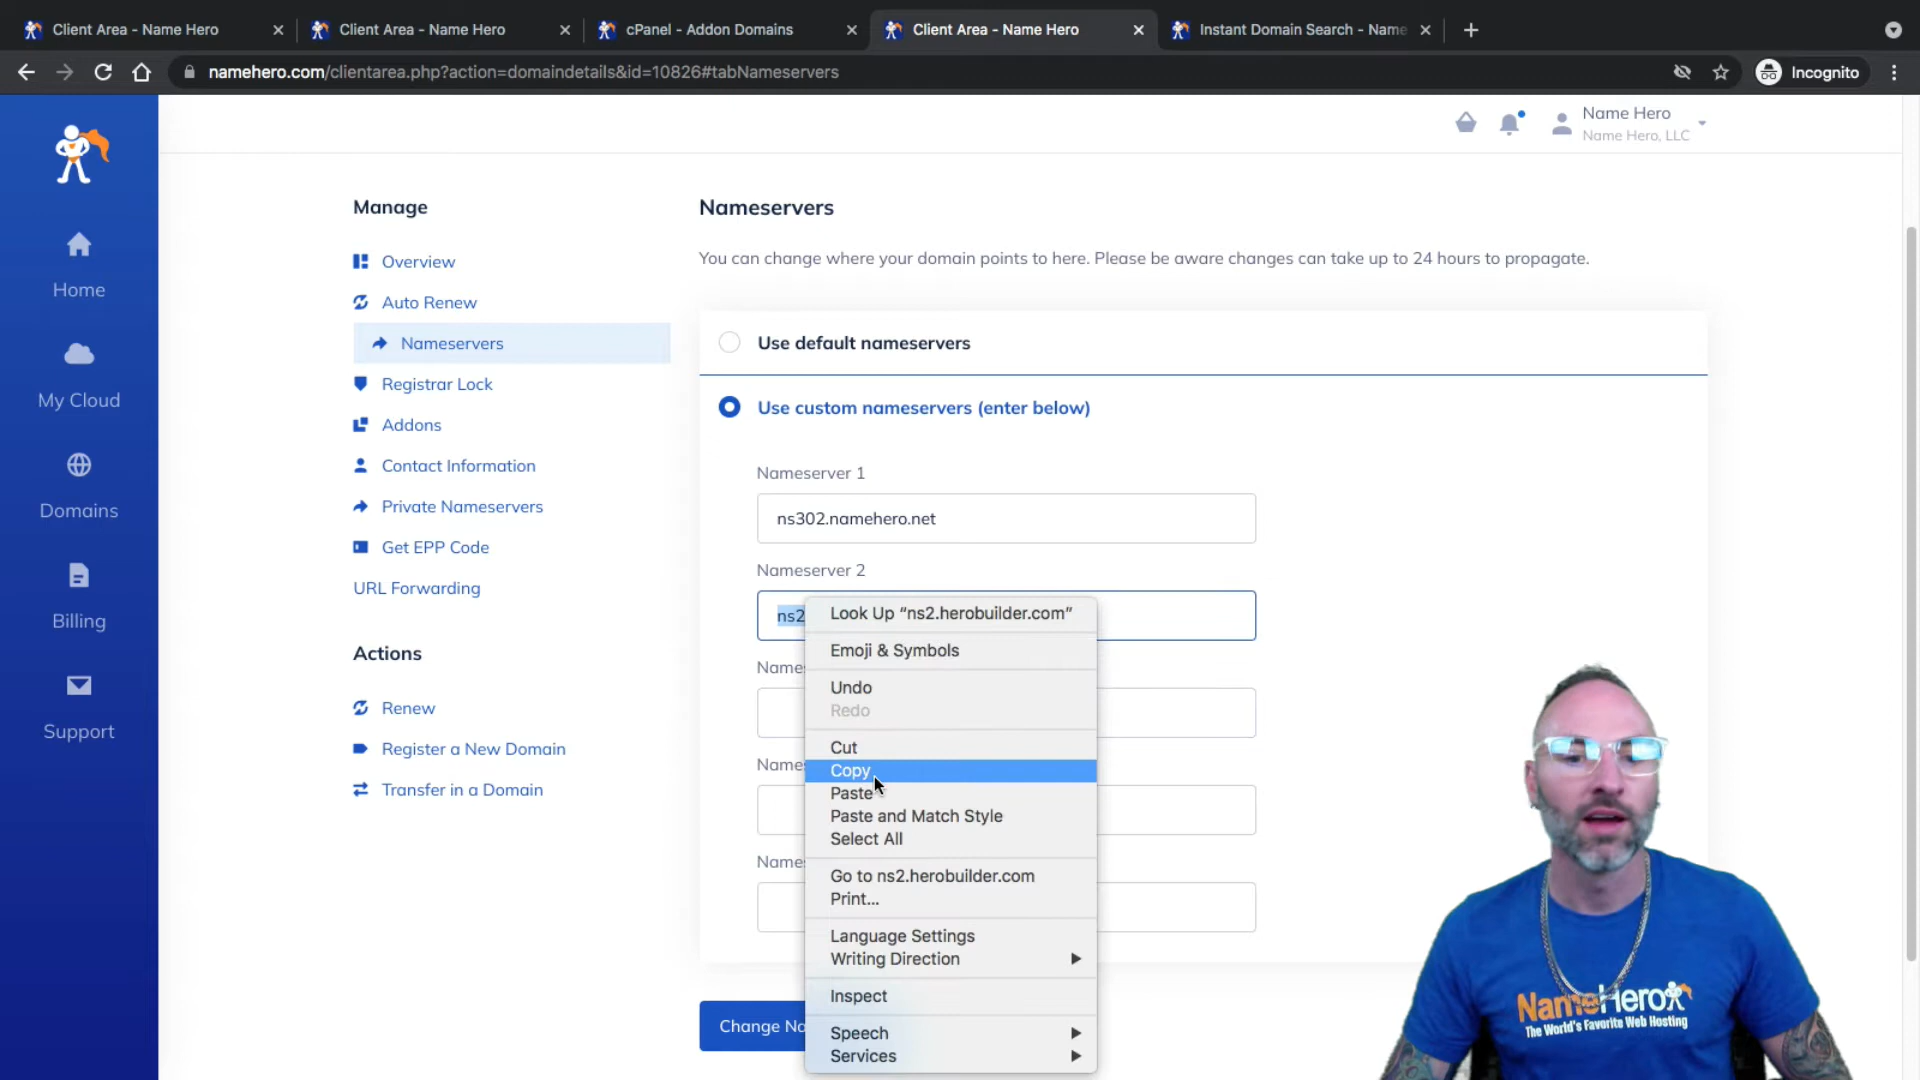 Client Area - Name Hero
Client Area - Name Hero
cPanel - Addon Domains
Client Area - Name Hero
Instant Domain Search - Name
namehero.com/clientarea.php?action=domaindetails&id=10826#tabNameservers
Incognito
Name Hero
Name Hero, LLC
Home
My Cloud
Domains
Billing
Support
Manage
Overview
Auto Renew
Nameservers
Registrar Lock
Addons
Contact Information
Private Nameservers
Get EPP Code
URL Forwarding
Actions
Renew
Register a New Domain
Transfer in a Domain
Nameservers
You can change where your domain points to here. Please be aware changes can take up to 24 hours to propagate.
Use default nameservers
Use custom nameservers (enter below)
Nameserver 1
ns302.namehero.net
Nameserver 2
ns2
Names
Names
Names
Change Na
Look Up “ns2.herobuilder.com”
Emoji & Symbols
Undo
Redo
Cut
Copy
Paste
Paste and Match Style
Select All
Go to ns2.herobuilder.com
Print...
Language Settings
Writing Direction
Inspect
Speech
Services
NameHero
The World's Favorite Web Hosting